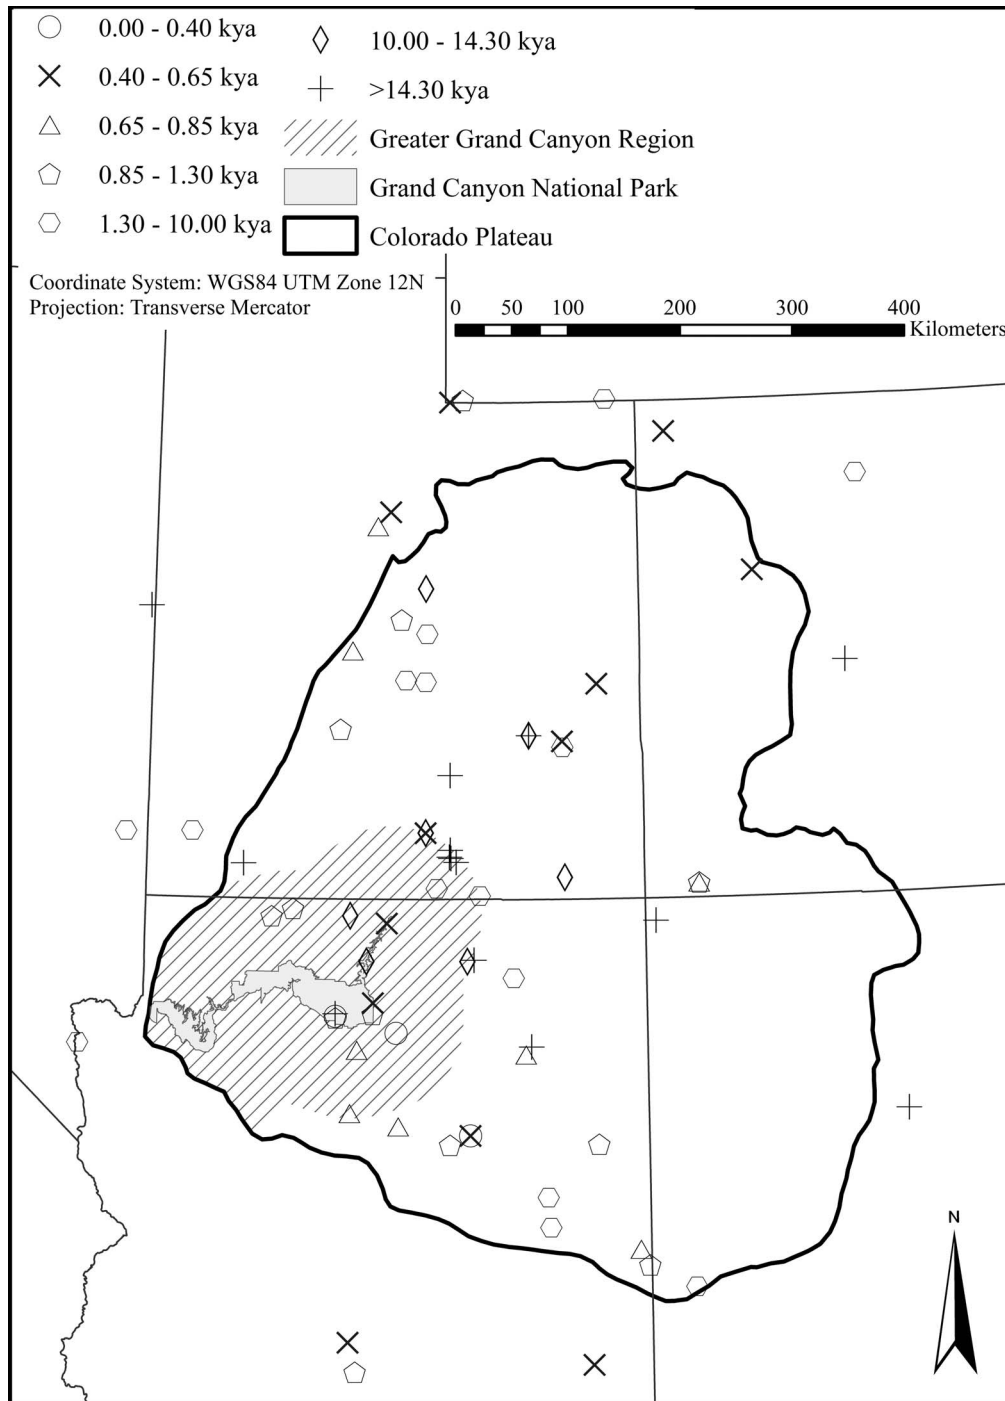 0.00 - 0.40 kya
0.40 - 0.65 kya
0.65 - 0.85 kya
0.85 - 1.30 kya
1.30 - 10.00 kya
10.00 - 14.30 kya
>14.30 kya
Greater Grand Canyon Region
Grand Canyon National Park
Colorado Plateau
Coordinate System: WGS84 UTM Zone 12N
Projection: Transverse Mercator
0 50 100 200 300 400
Kilometers
N